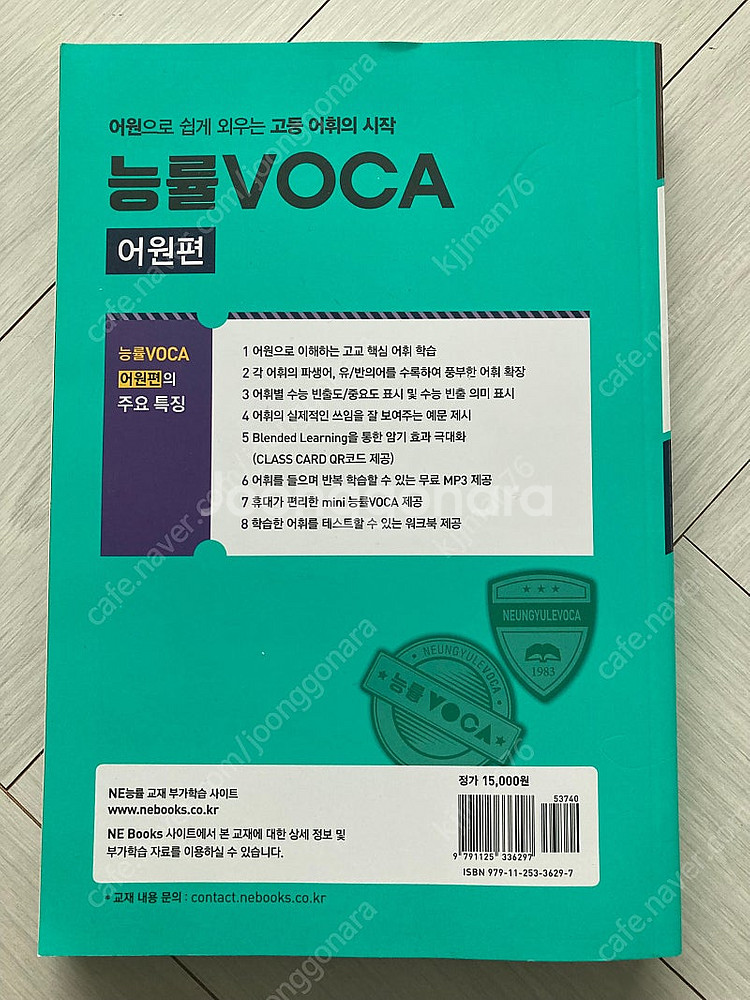 어원으로 쉽게 외우는 고등 어휘의 시작
능률VOCA
어원편
능률VOCA
어원편의
주요 특징
1 어원으로 이해하는 고교 핵심 어휘 학습
2 각 어휘의 파생어, 유/반의어를 수록하여 풍부한 어휘 확장
3 어휘별 수능 빈출도/중요도 표시 및 수능 빈출 의미 표시
4 어휘의 실제적인 쓰임을 잘 보여주는 예문 제시
5 Blended Learning을 통한 암기 효과 극대화
(CLASS CARD QR코드 제공)
6 어휘를 들으며 반복 학습할 수 있는 무료 MP3 제공
7 휴대가 편리한 mini 능률VOCA 제공
8 학습한 어휘를 테스트할 수 있는 워크북 제공
joonggonara
NEUNGYULEVOCA
1983
NEUNGYULEVOCA
능률VOCA
NE능률 교재 부가학습 사이트
www.nebooks.co.kr
NE Books 사이트에서 본 교재에 대한 상세 정보 및
부가학습 자료를 이용하실 수 있습니다.
• 교재 내용 문의 : contact.nebooks.co.kr
정가 15,000원
53740
9 791125 336297
ISBN 979-11-253-3629-7
cafe.naver.com/joonggonara
kjjman76